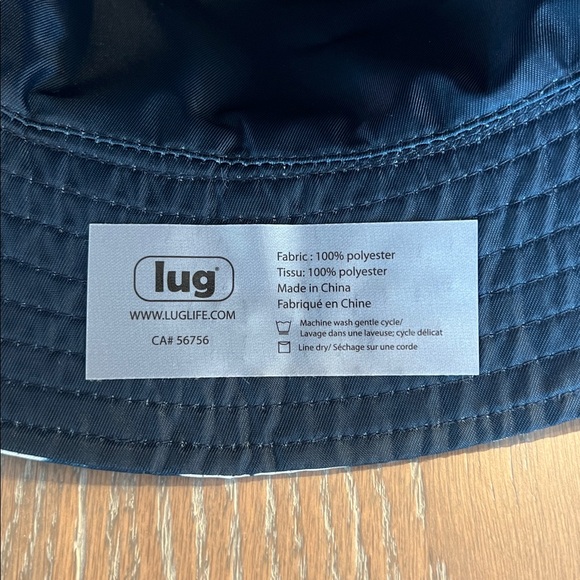 lug®
WWW.LUGLIFE.COM
CA# 56756
Fabric : 100% polyester
Tissu: 100% polyester
Made in China
Fabriqué en Chine
Machine wash gentle cycle/
Lavage dans une laveuse; cycle délicat
Line dry/ Séchage sur une corde